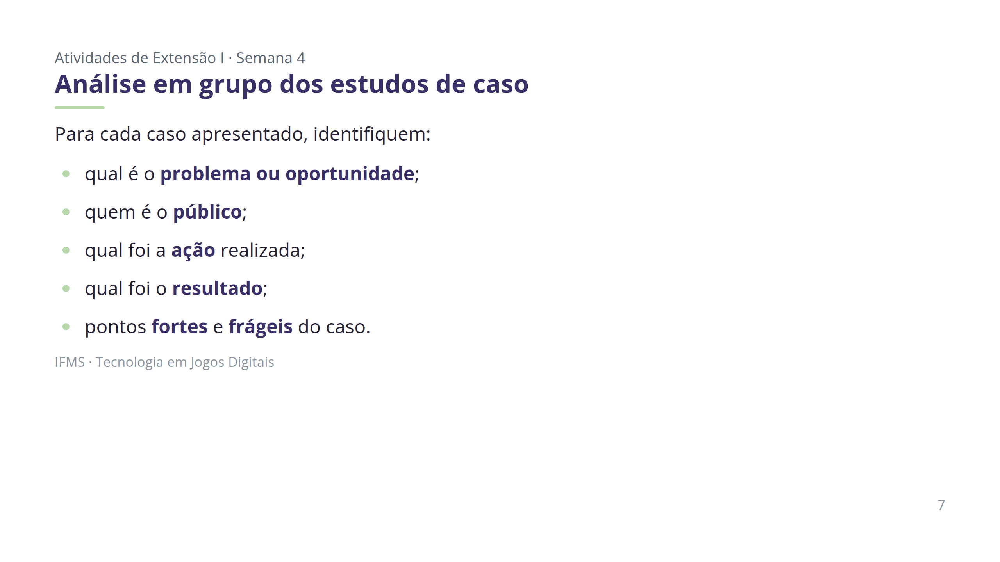 Atividades de Extensão I · Semana 4
Análise em grupo dos estudos de caso
Para cada caso apresentado, identifiquem:
qual é o problema ou oportunidade;
quem é o público;
qual foi a ação realizada;
qual foi o resultado;
pontos fortes e frágeis do caso.
IFMS · Tecnologia em Jogos Digitais
7